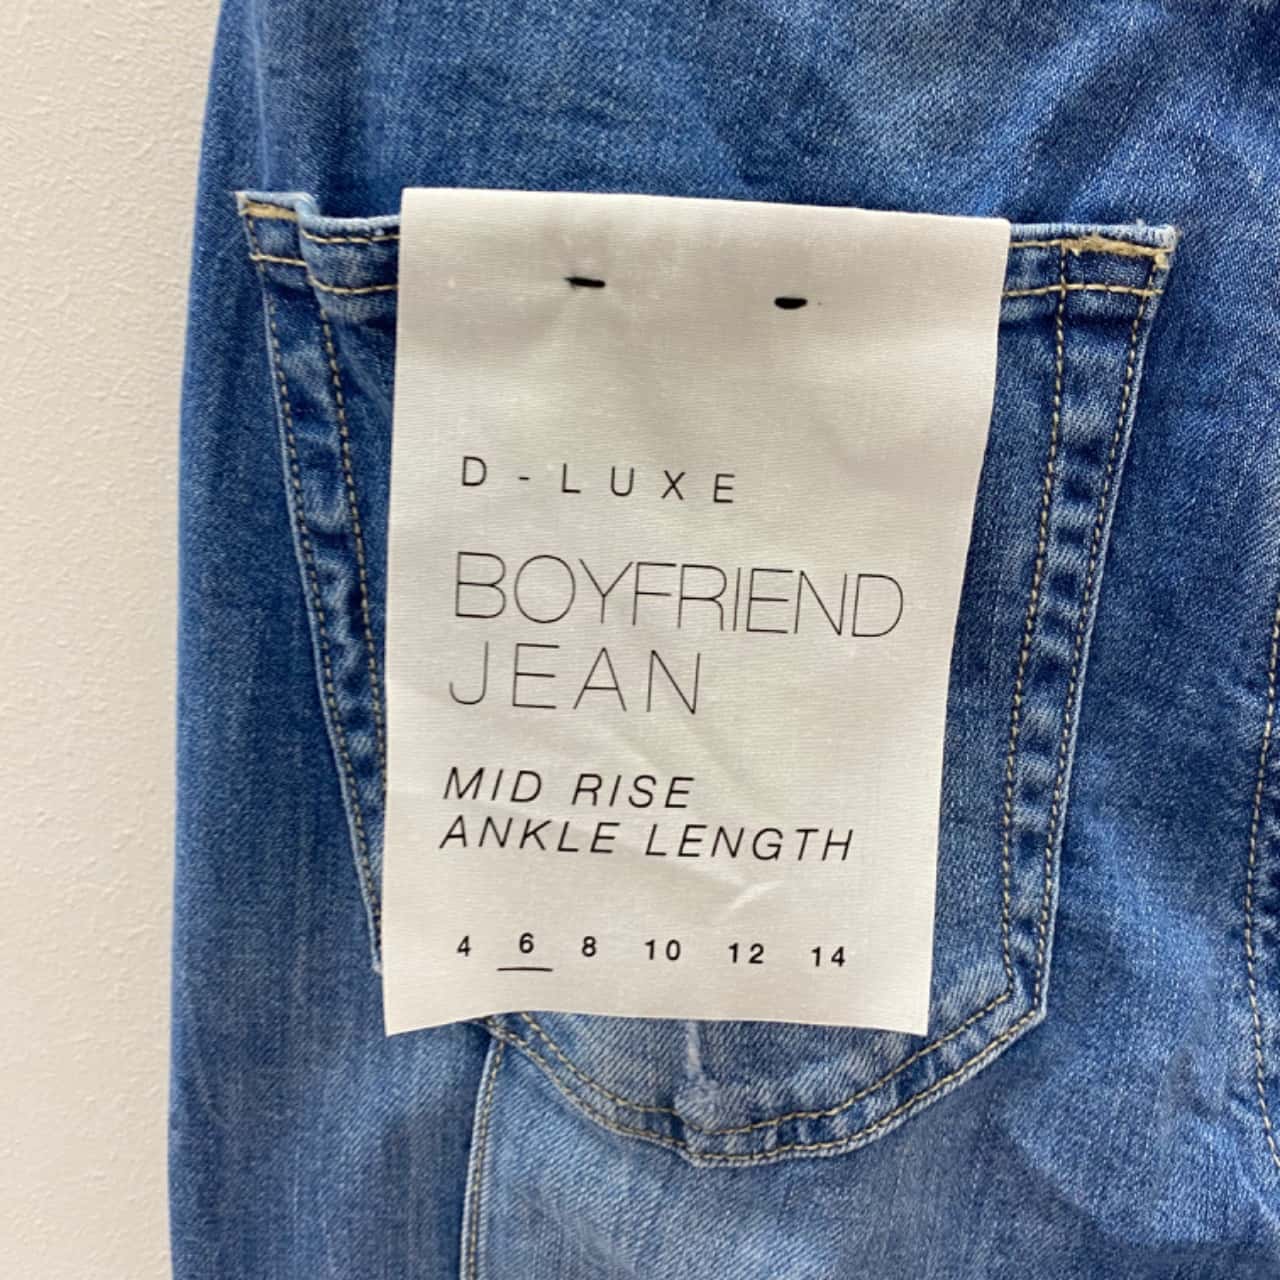 D-LUXE
BOYFRIEND
JEAN
MID RISE
ANKLE LENGTH
4 6 8 10 12 14